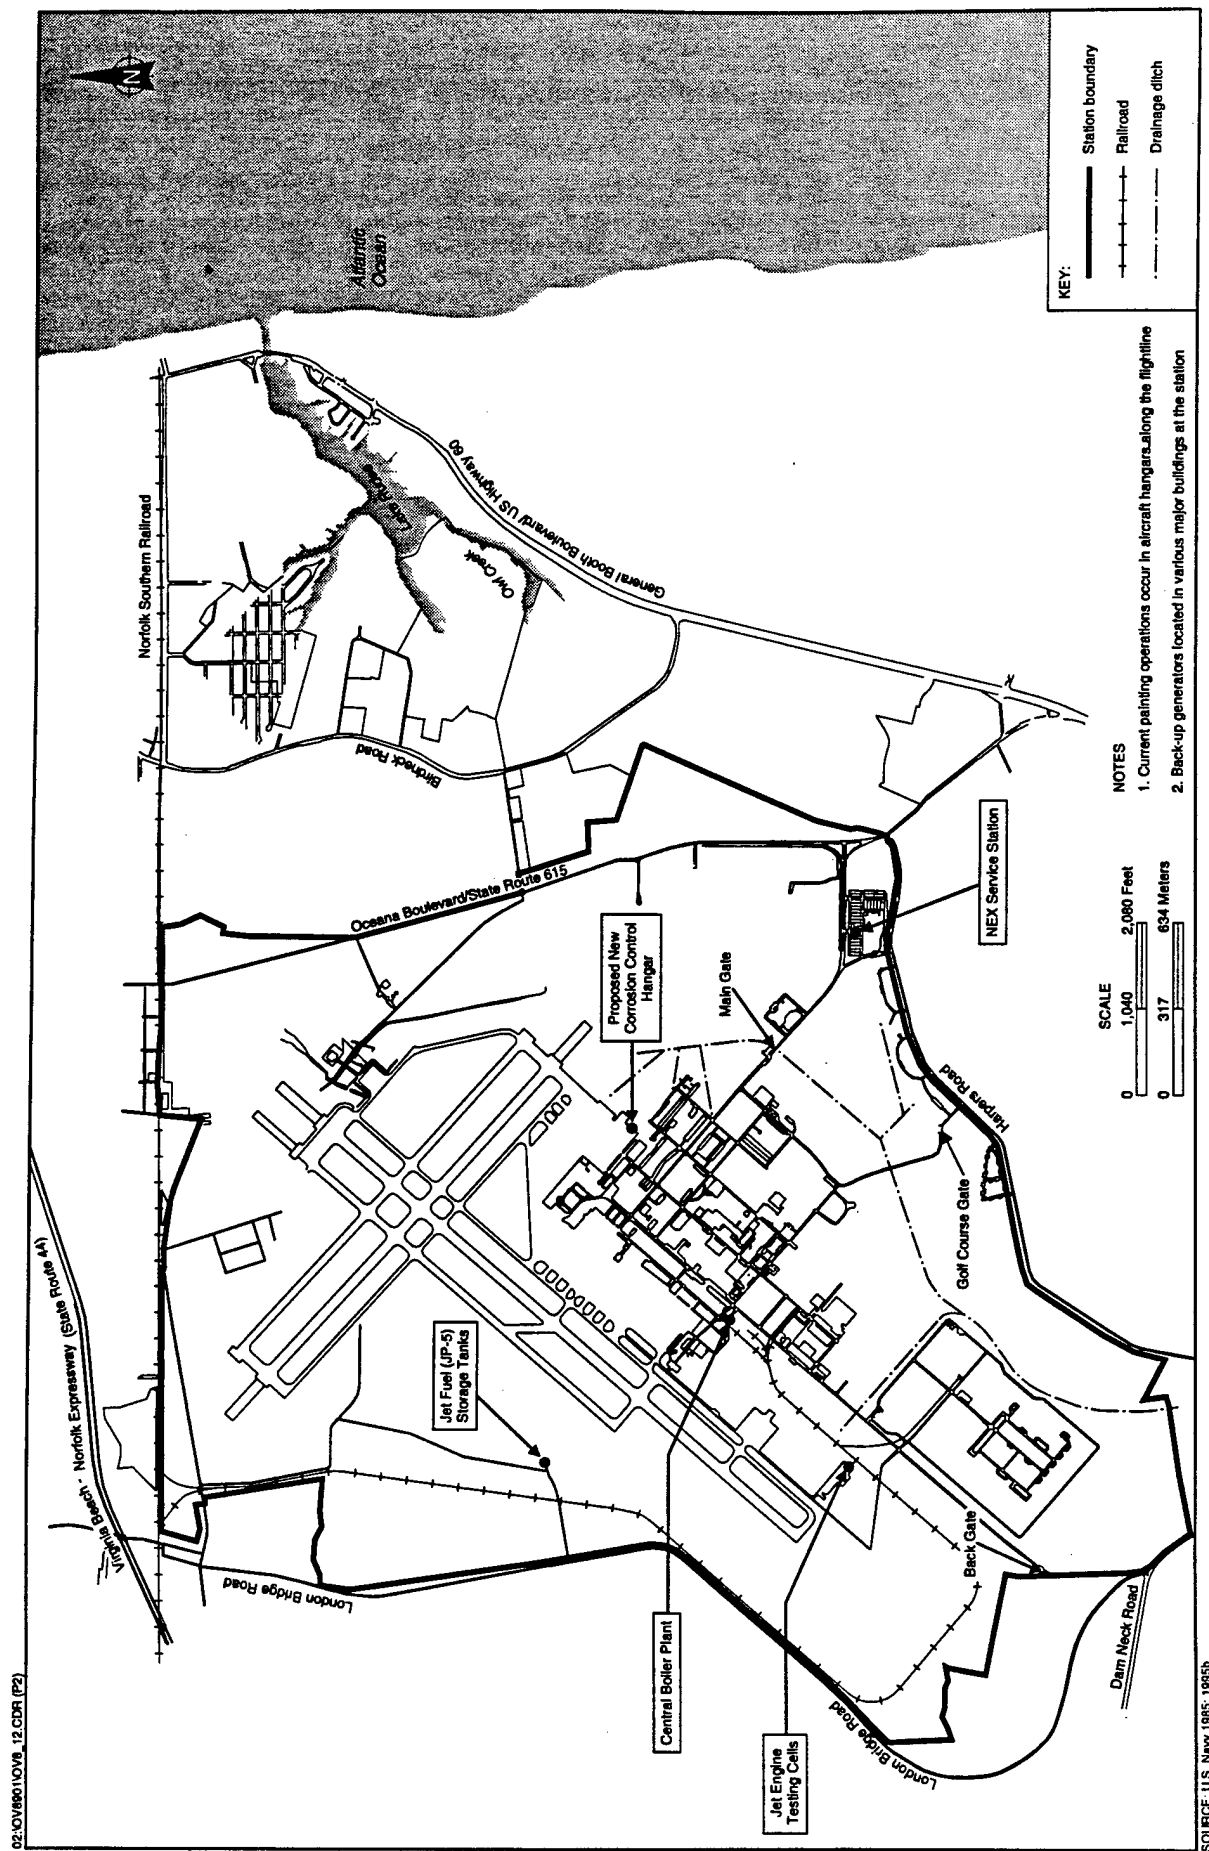 02:\OV8901\OV8_12.CDR (P2)
N
Atlantic
Ocean
Virginia Beach - Norfolk Expressway (State Route 44)
Norfolk Southern Railroad
Lake Rudee
Owl Creek
General Booth Boulevard/ US Highway 60
Birdneck Road
Oceana Boulevard/State Route 615
London Bridge Road
Jet Fuel (JP-5)
Storage Tanks
Proposed New
Corrosion Control
Hangar
Main Gate
NEX Service Station
Harpers Road
Golf Course Gate
Central Boiler Plant
Jet Engine
Testing Cells
Back Gate
London Bridge Road
Dam Neck Road
SCALE
0 1,040 2,080 Feet
0 317 634 Meters
NOTES
1. Current painting operations occur in aircraft hangars along the flightline
2. Back-up generators located in various major buildings at the station
KEY:
Station boundary
Railroad
Drainage ditch
SOURCE: U.S. Navy 1985; 1995b